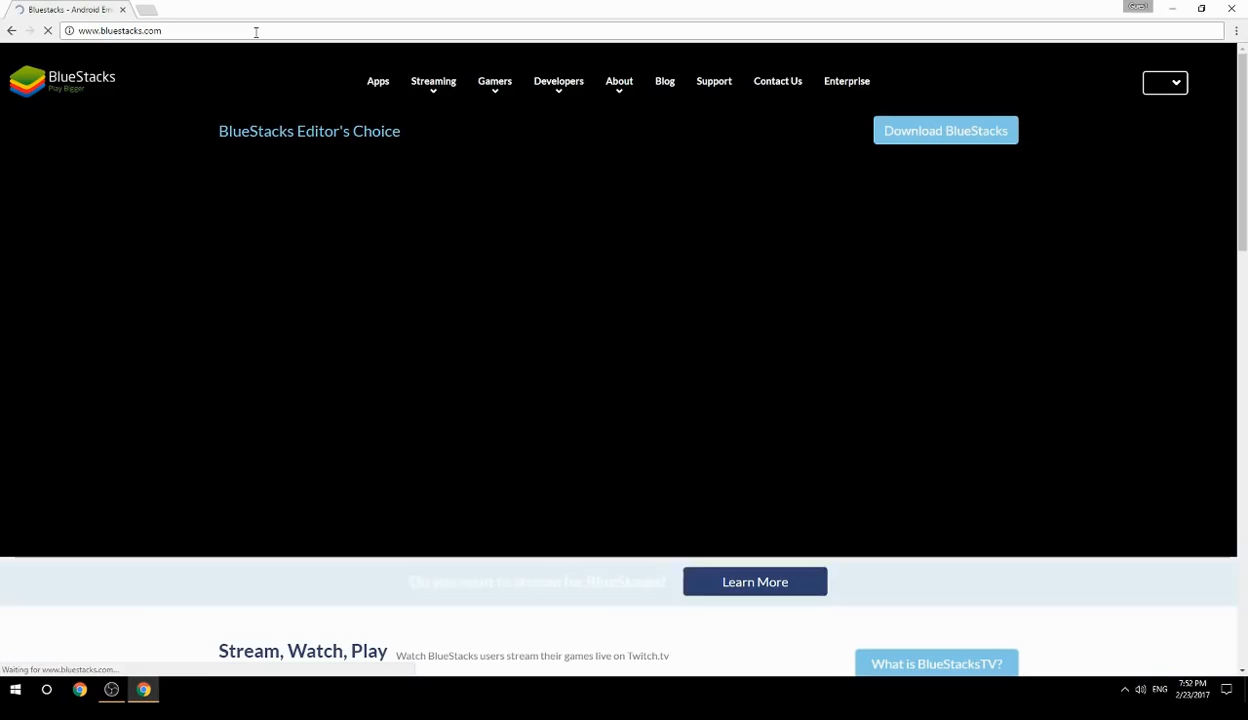 Bluestacks - Android Em
Guest
www.bluestacks.com
BlueStacks
Play Bigger
Apps
Streaming
Gamers
Developers
About
Blog
Support
Contact Us
Enterprise
BlueStacks Editor's Choice
Download BlueStacks
Learn More
Stream, Watch, Play
Watch BlueStacks users stream their games live on Twitch.tv
What is BlueStacksTV?
Waiting for www.bluestacks.com...
ENG
7:52 PM
2/23/2017